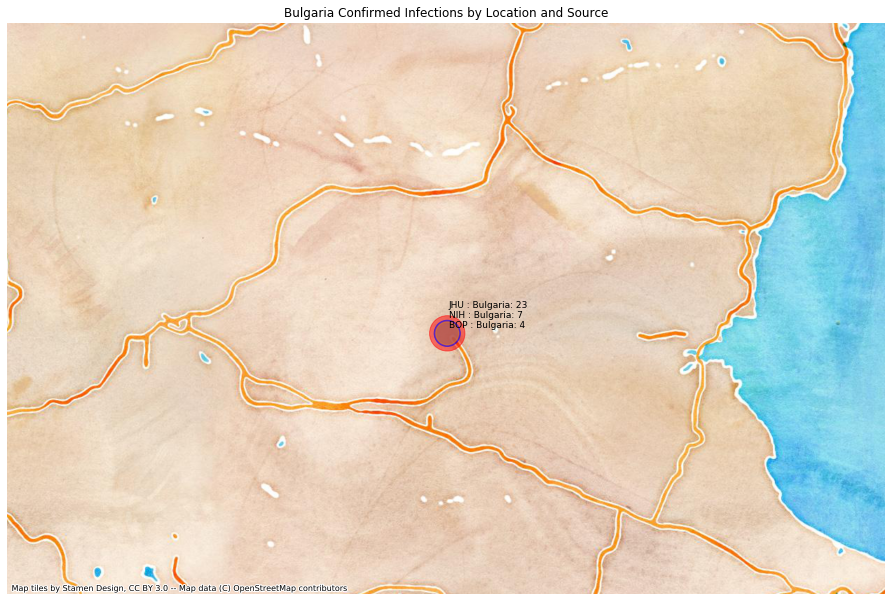 Bulgaria Confirmed Infections by Location and Source
JHU : Bulgaria: 23
NIH : Bulgaria: 7
BOP : Bulgaria: 4
Map tiles by Stamen Design, CC BY 3.0 -- Map data (C) OpenStreetMap contributors